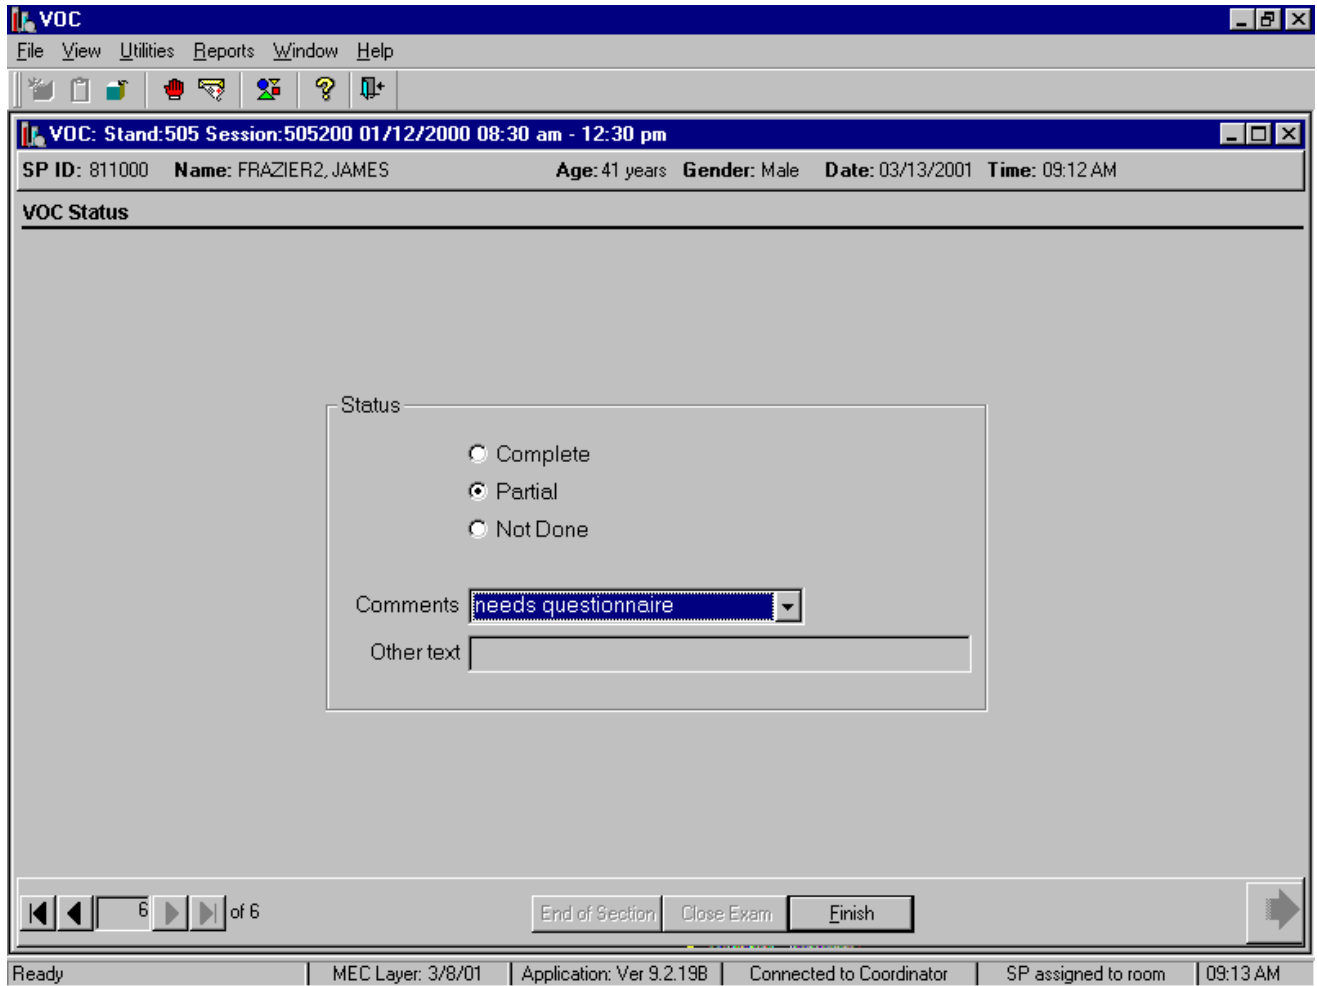 VOC
File View Utilities Reports Window Help
VOC: Stand:505 Session:505200 01/12/2000 08:30 am - 12:30 pm
SP ID: 811000 Name: FRAZIER2, JAMES Age: 41 years Gender: Male Date: 03/13/2001 Time: 09:12 AM
VOC Status
Status
Complete
Partial
Not Done
Comments needs questionnaire
Other text
6 of 6 End of Section Close Exam Finish
Ready MEC Layer: 3/8/01 Application: Ver 9.2.19B Connected to Coordinator SP assigned to room 09:13 AM